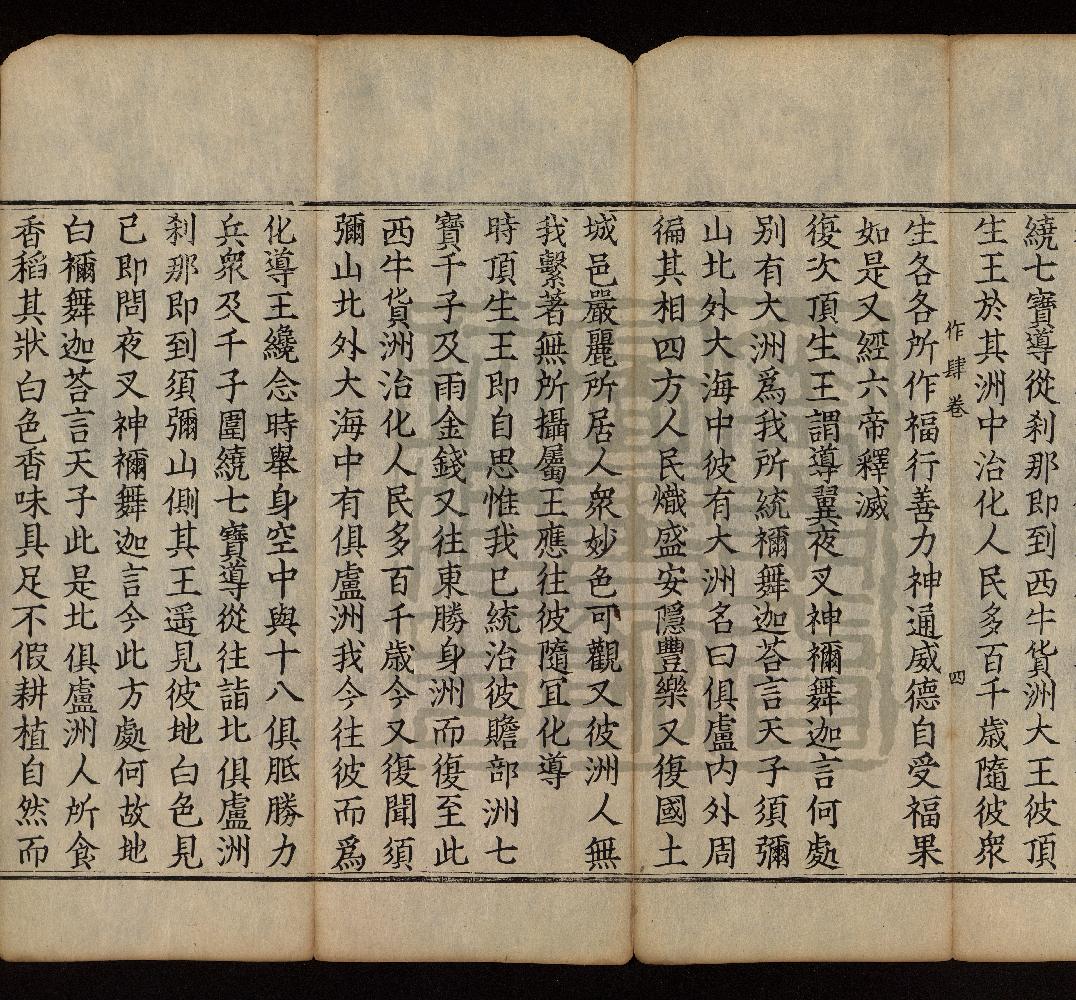 繞七寶導從刹那即到西牛貨洲大王彼頂
生王於其洲中治化人民多百千歲隨彼衆
作肆卷 四
生各各所作福行善力神通威德自受福果
如是又經六帝釋滅
復次頂生王謂導翼夜叉神禰舞迦言何處
別有大洲爲我所統禰舞迦荅言天子須彌
山北外大海中彼有大洲名曰俱盧内外周
徧其相四方人民熾盛安隱豐樂又復國土
城邑嚴麗所居人衆妙色可觀又彼洲人無
我繫著無所攝屬王應往彼隨冝化導
時頂生王即自思惟我已統治彼贍部洲七
寶千子及雨金錢又往東勝身洲而復至此
西牛貨洲治化人民多百千歲今又復聞須
彌山北外大海中有俱盧洲我今往彼而爲
化導王纔念時舉身空中與十八俱胝勝力
兵衆及千子圍繞七寶導從往詣北俱盧洲
刹那即到須彌山側其王遥見彼地白色見
已即問夜叉神禰舞迦言今此方處何故地
白禰舞迦荅言天子此是北俱盧洲人所食
香稻其狀白色香味具足不假耕植自然而